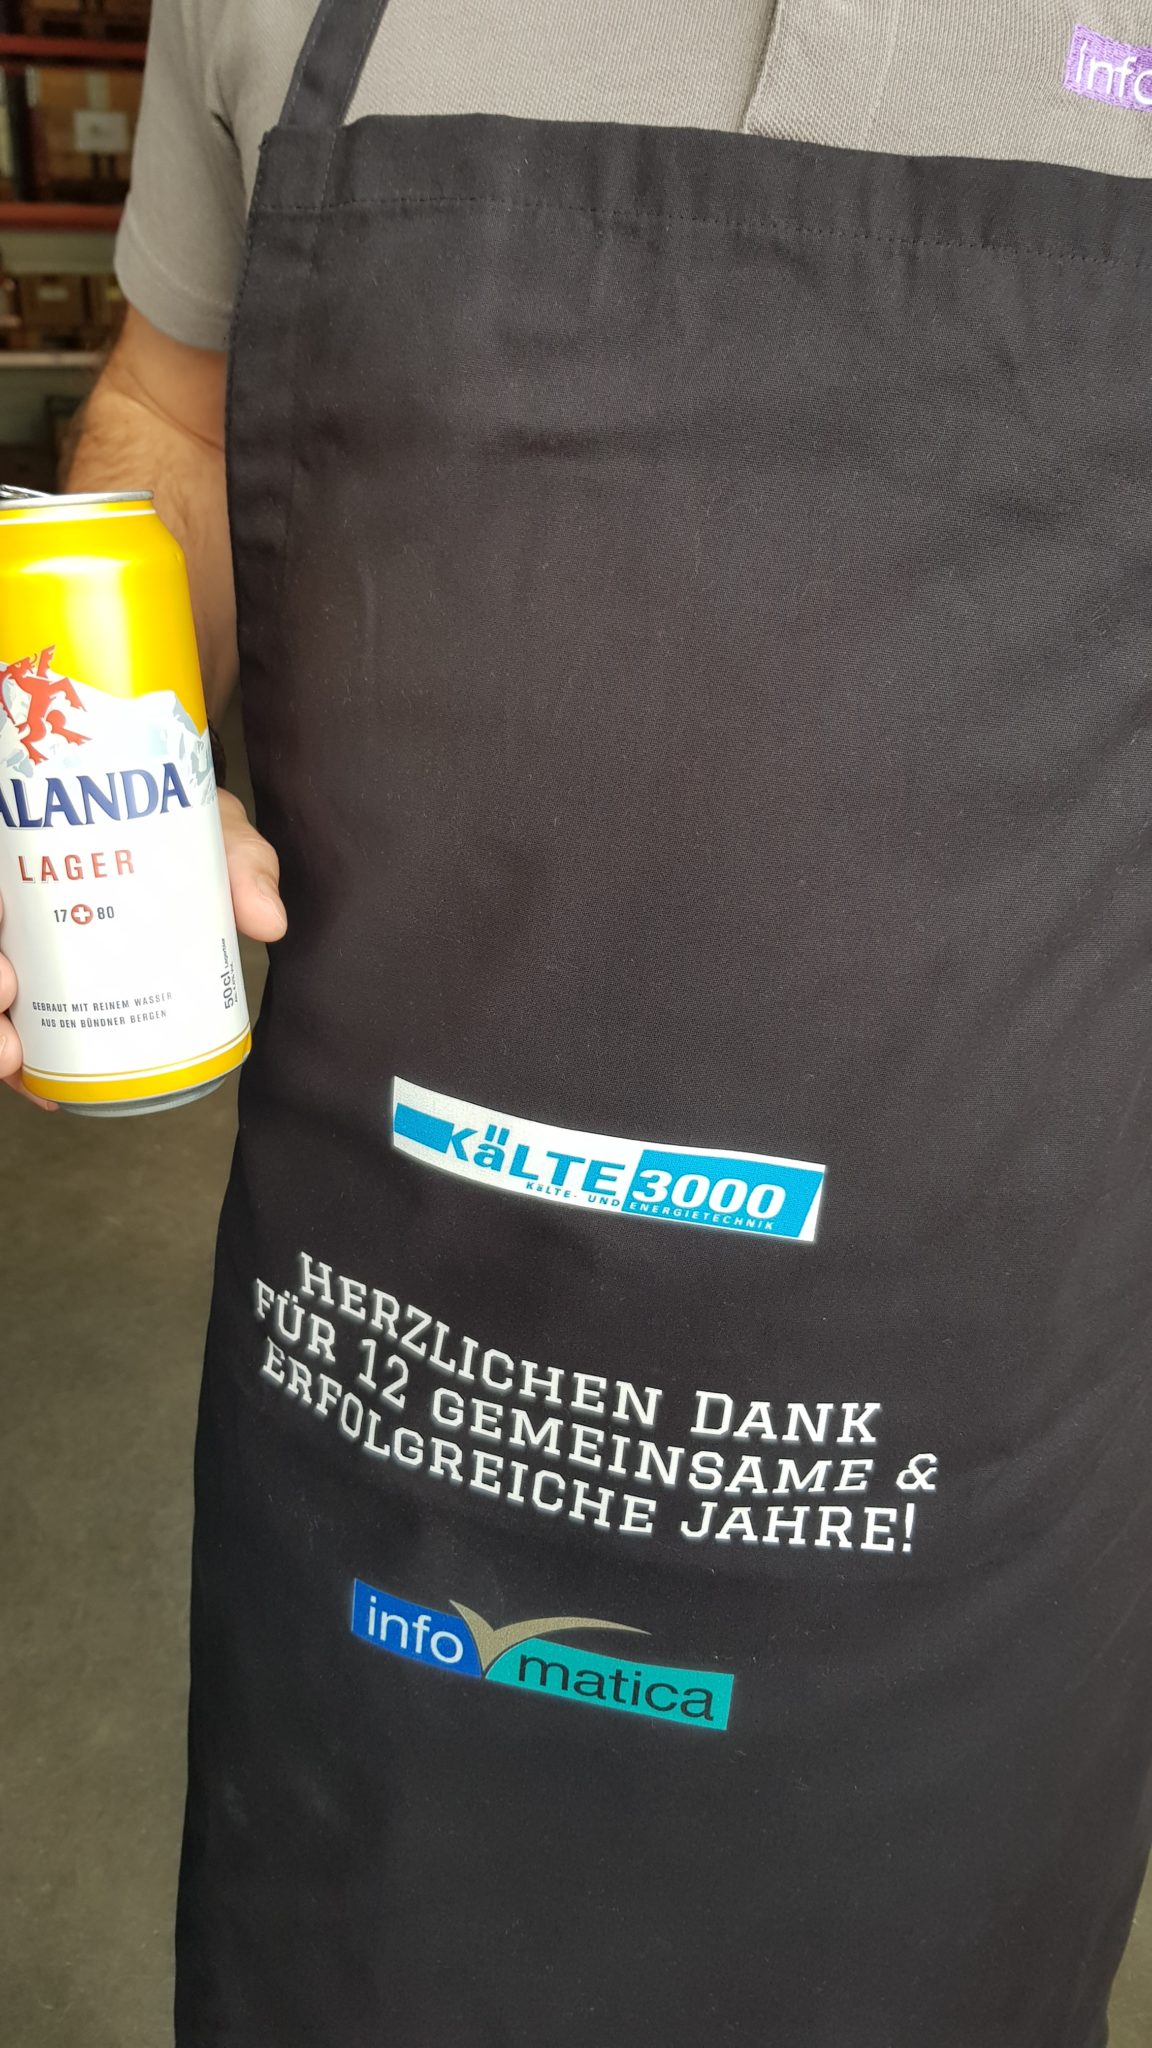 Info
ALANDA
LAGER
17 80
GEBRAUT MIT REINEM WASSER
AUS DEN BÜNDNER BERGEN
50cl
KäLTE 3000
KäLTE- UND ENERGIETECHNIK
HERZLICHEN DANK
FÜR 12 GEMEINSAME &
ERFOLGREICHE JAHRE!
info matica